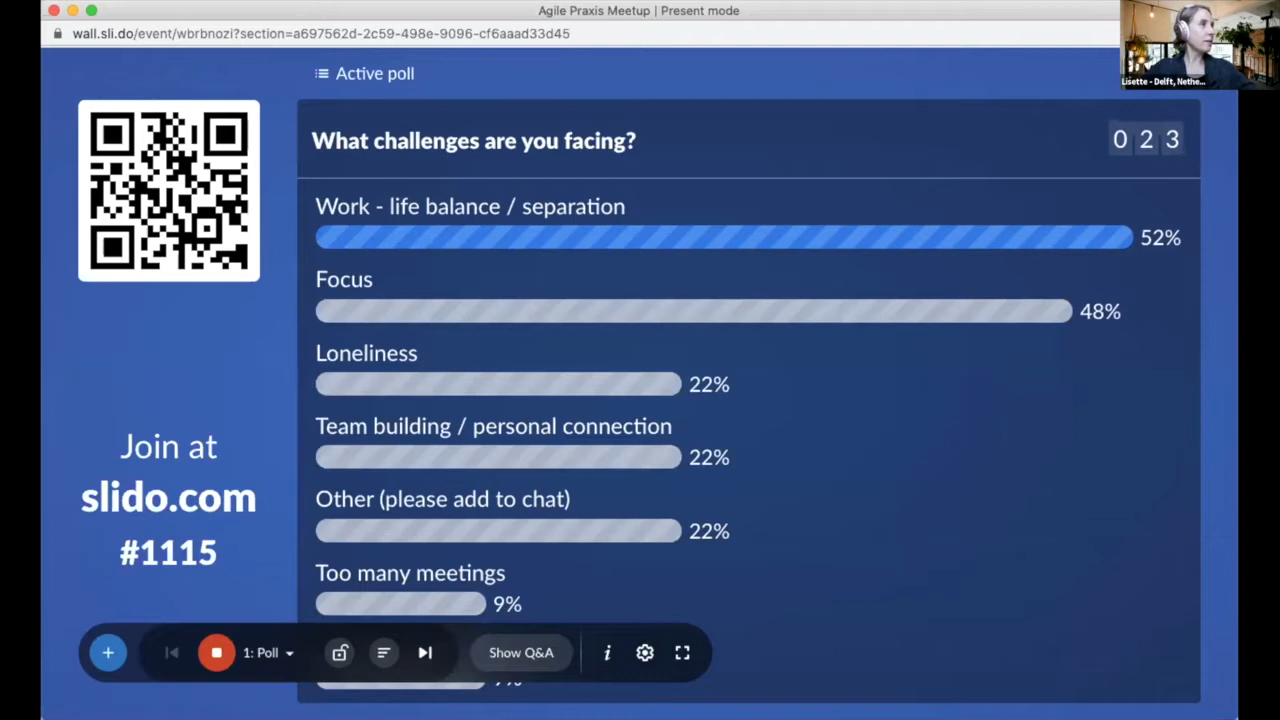 Agile Praxis Meetup | Present mode
wall.sli.do/event/wbrbnozi?section=a697562d-2c59-498e-9096-cf6aaad33d45
Lisette - Delft, Nethe...
Active poll
What challenges are you facing?
0 2 3
Work - life balance / separation
52%
Focus
48%
Loneliness
22%
Team building / personal connection
22%
Other (please add to chat)
22%
Too many meetings
9%
Join at
slido.com
#1115
1: Poll
Show Q&A
i